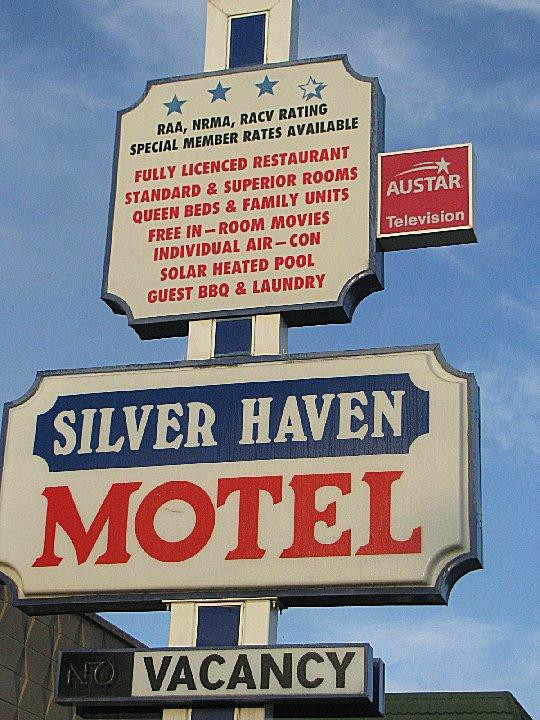 RAA, NRMA, RACV RATING
SPECIAL MEMBER RATES AVAILABLE
FULLY LICENCED RESTAURANT
STANDARD & SUPERIOR ROOMS
QUEEN BEDS & FAMILY UNITS
FREE IN-ROOM MOVIES
INDIVIDUAL AIR-CON
SOLAR HEATED POOL
GUEST BBQ & LAUNDRY
AUSTAR
Television
SILVER HAVEN
MOTEL
NO VACANCY